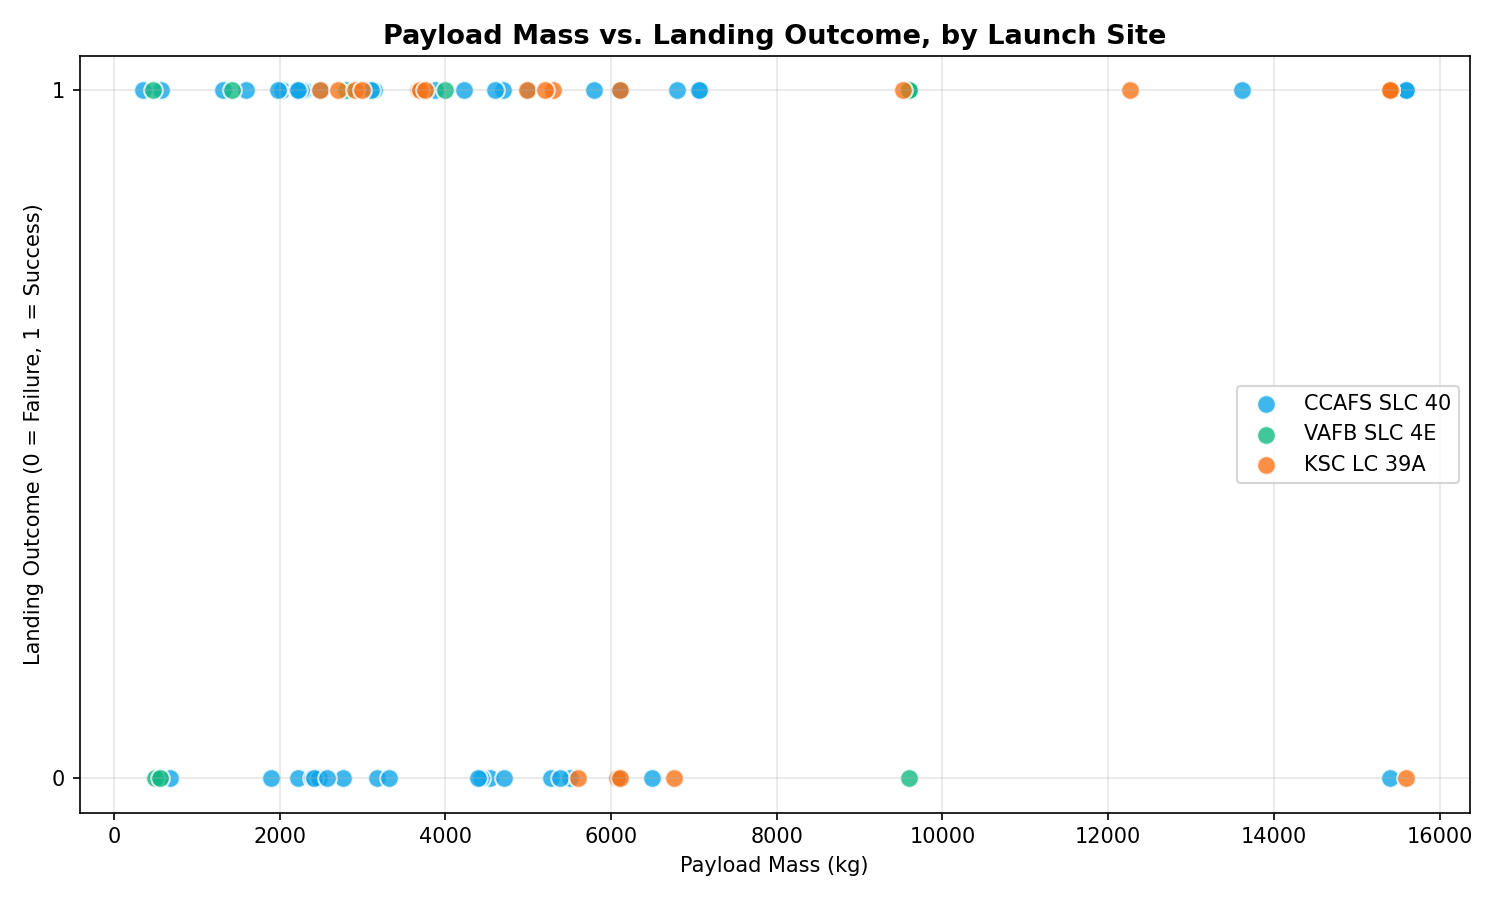 Payload Mass vs. Landing Outcome, by Launch Site
Landing Outcome (0 = Failure, 1 = Success)
1
0
CCAFS SLC 40
VAFB SLC 4E
KSC LC 39A
0 2000 4000 6000 8000 10000 12000 14000 16000
Payload Mass (kg)